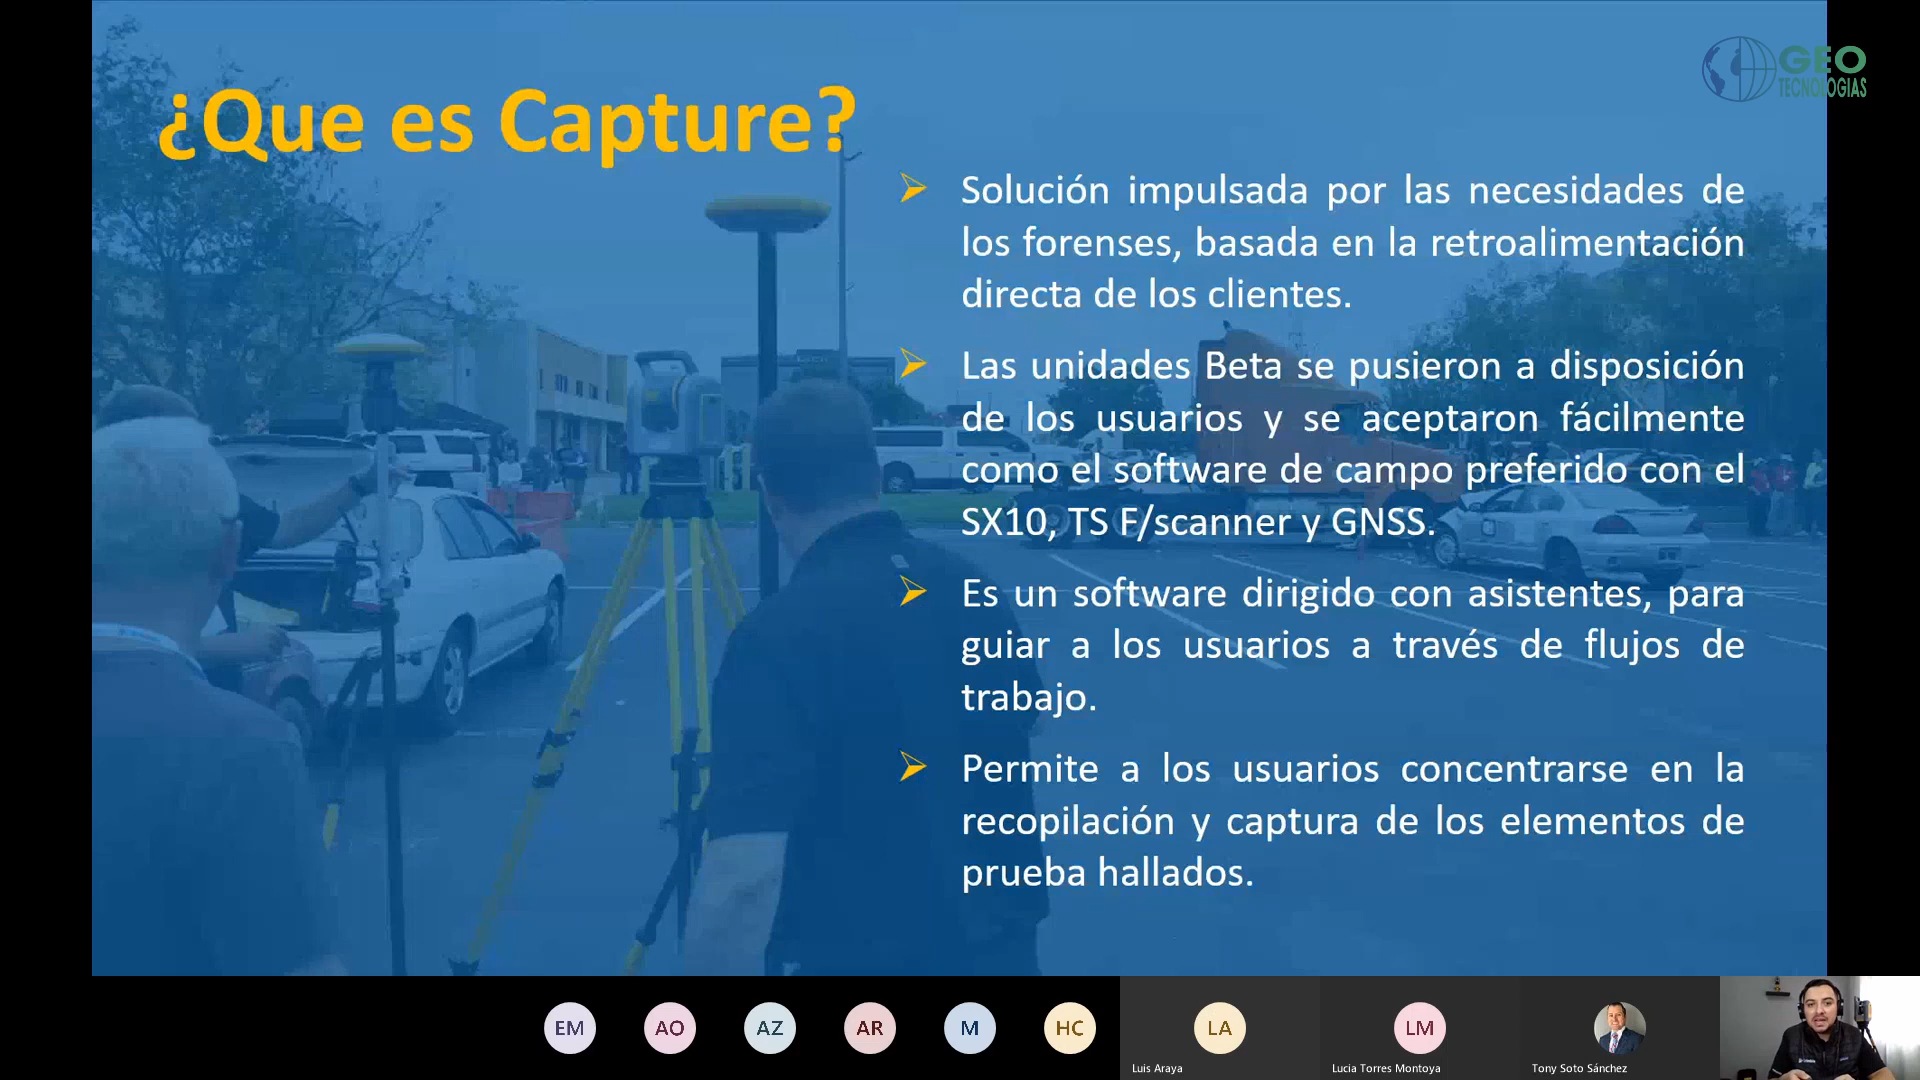 GEO
TECNOLOGIAS
¿Que es Capture?
Solución impulsada por las necesidades de
los forenses, basada en la retroalimentación
directa de los clientes.
Las unidades Beta se pusieron a disposición
de los usuarios y se aceptaron fácilmente
como el software de campo preferido con el
SX10, TS F/scanner y GNSS.
Es un software dirigido con asistentes, para
guiar a los usuarios a través de flujos de
trabajo.
Permite a los usuarios concentrarse en la
recopilación y captura de los elementos de
prueba hallados.
EM
AO
AZ
AR
M
HC
LA
LM
Luis Araya
Lucia Torres Montoya
Tony Soto Sánchez